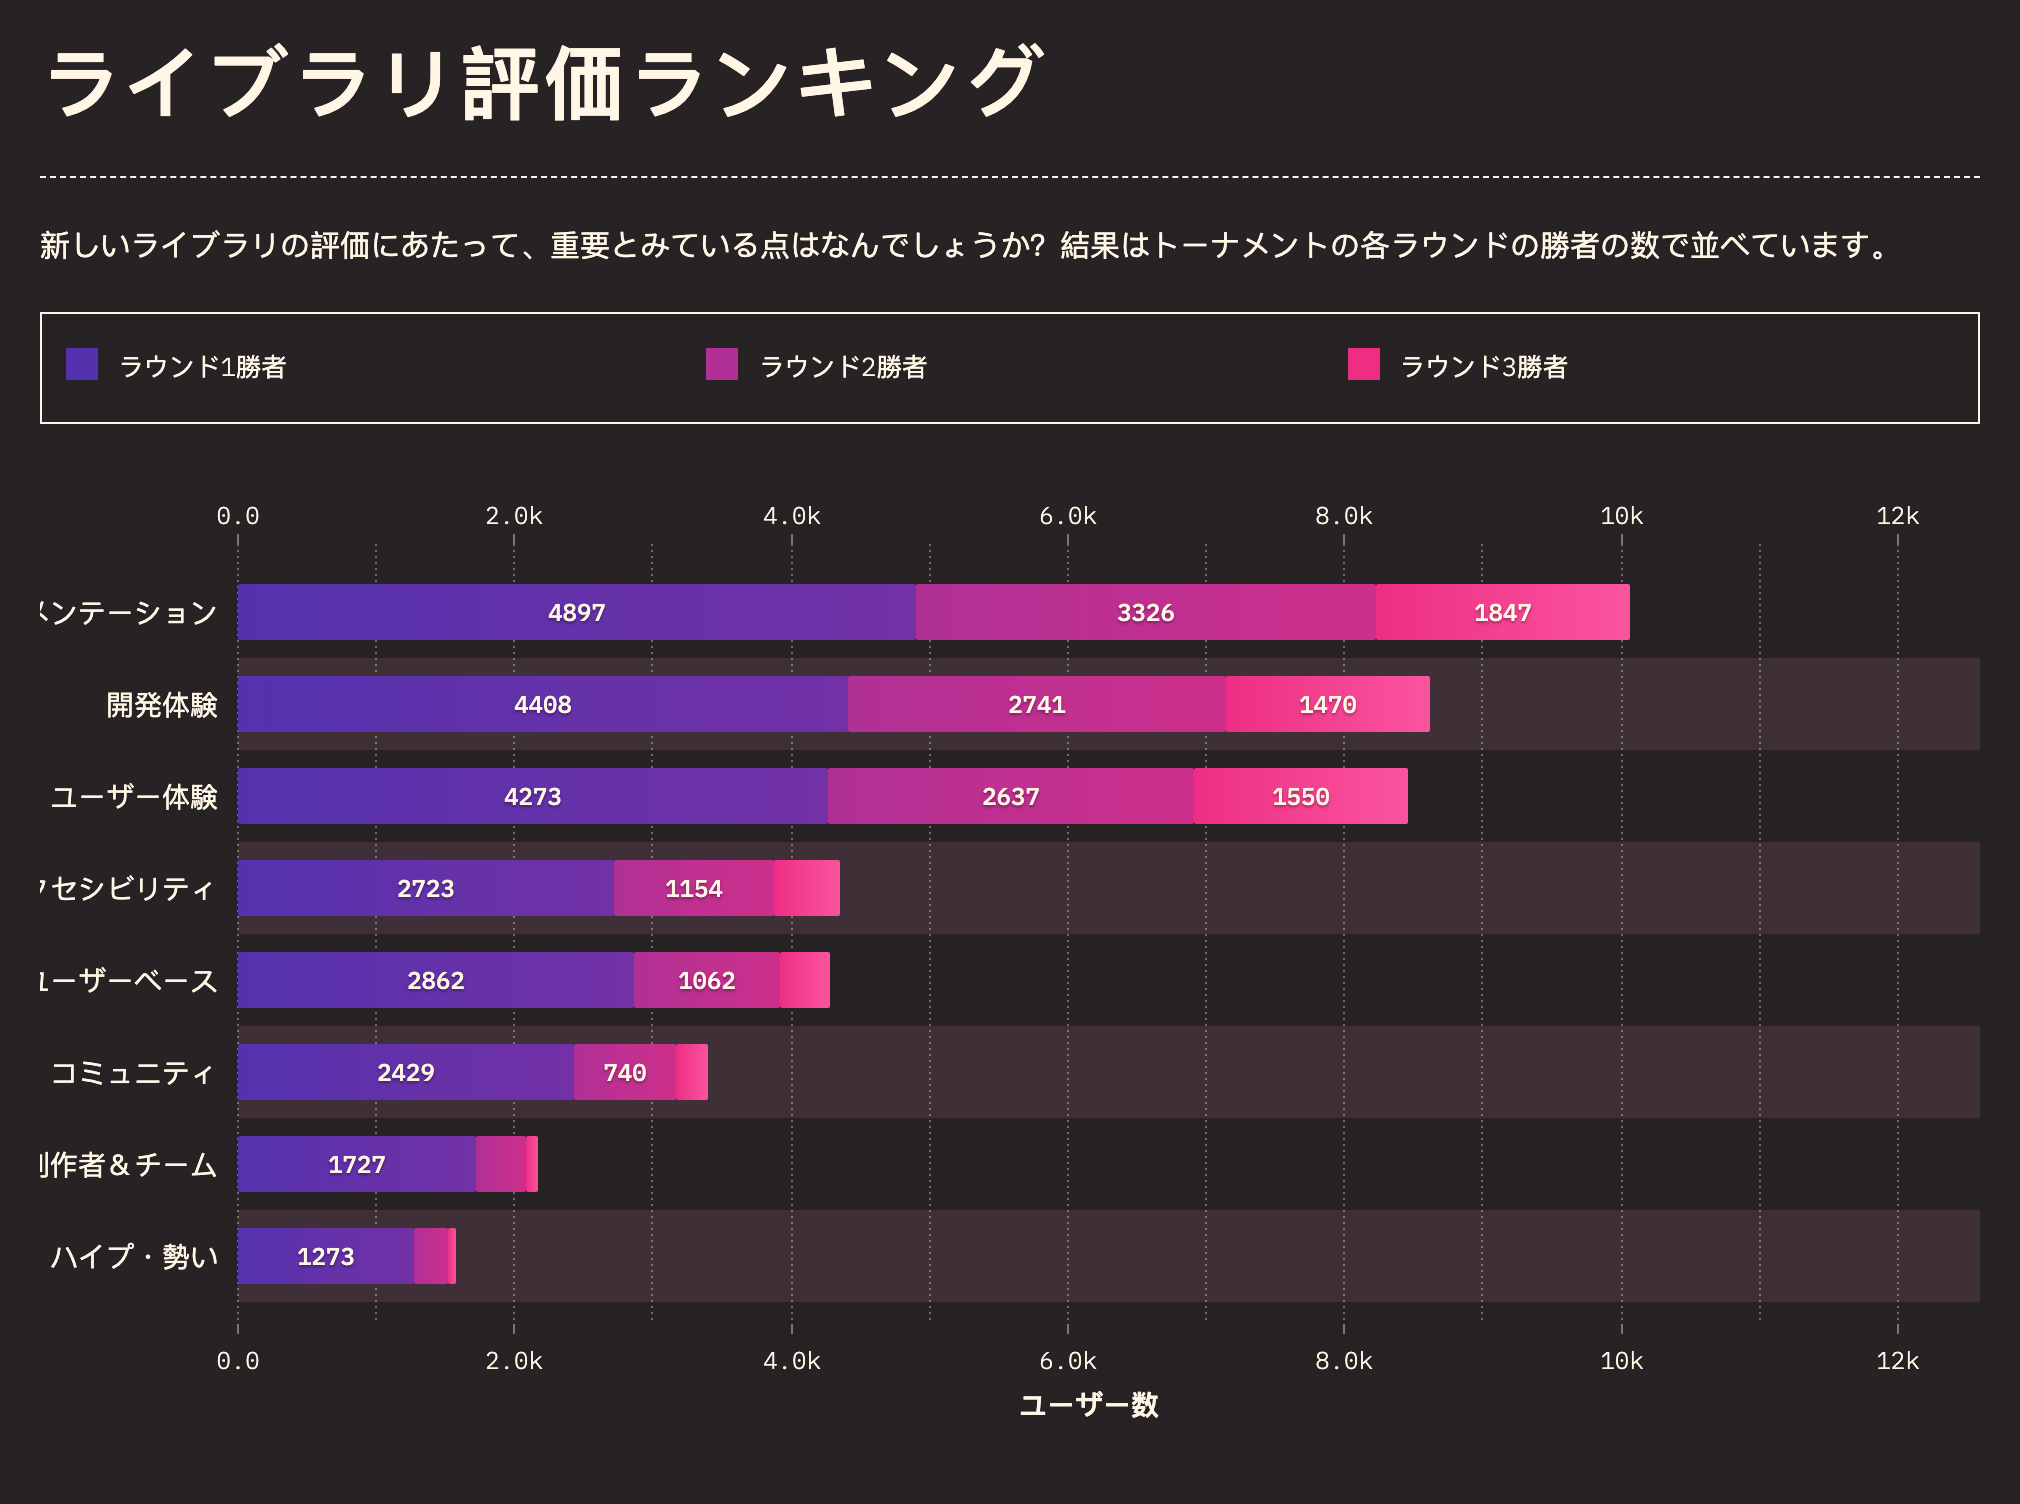 ライブラリ評価ランキング
新しいライブラリの評価にあたって、重要とみている点はなんでしょうか? 結果はトーナメントの各ラウンドの勝者の数で並べています。
ラウンド1勝者 ラウンド2勝者 ラウンド3勝者
0.0 2.0k 4.0k 6.0k 8.0k 10k 12k
メンテーション 4897 3326 1847
開発体験 4408 2741 1470
ユーザー体験 4273 2637 1550
クセシビリティ 2723 1154
ユーザーベース 2862 1062
コミュニティ 2429 740
作者&チーム 1727
ハイプ・勢い 1273
0.0 2.0k 4.0k 6.0k 8.0k 10k 12k
ユーザー数